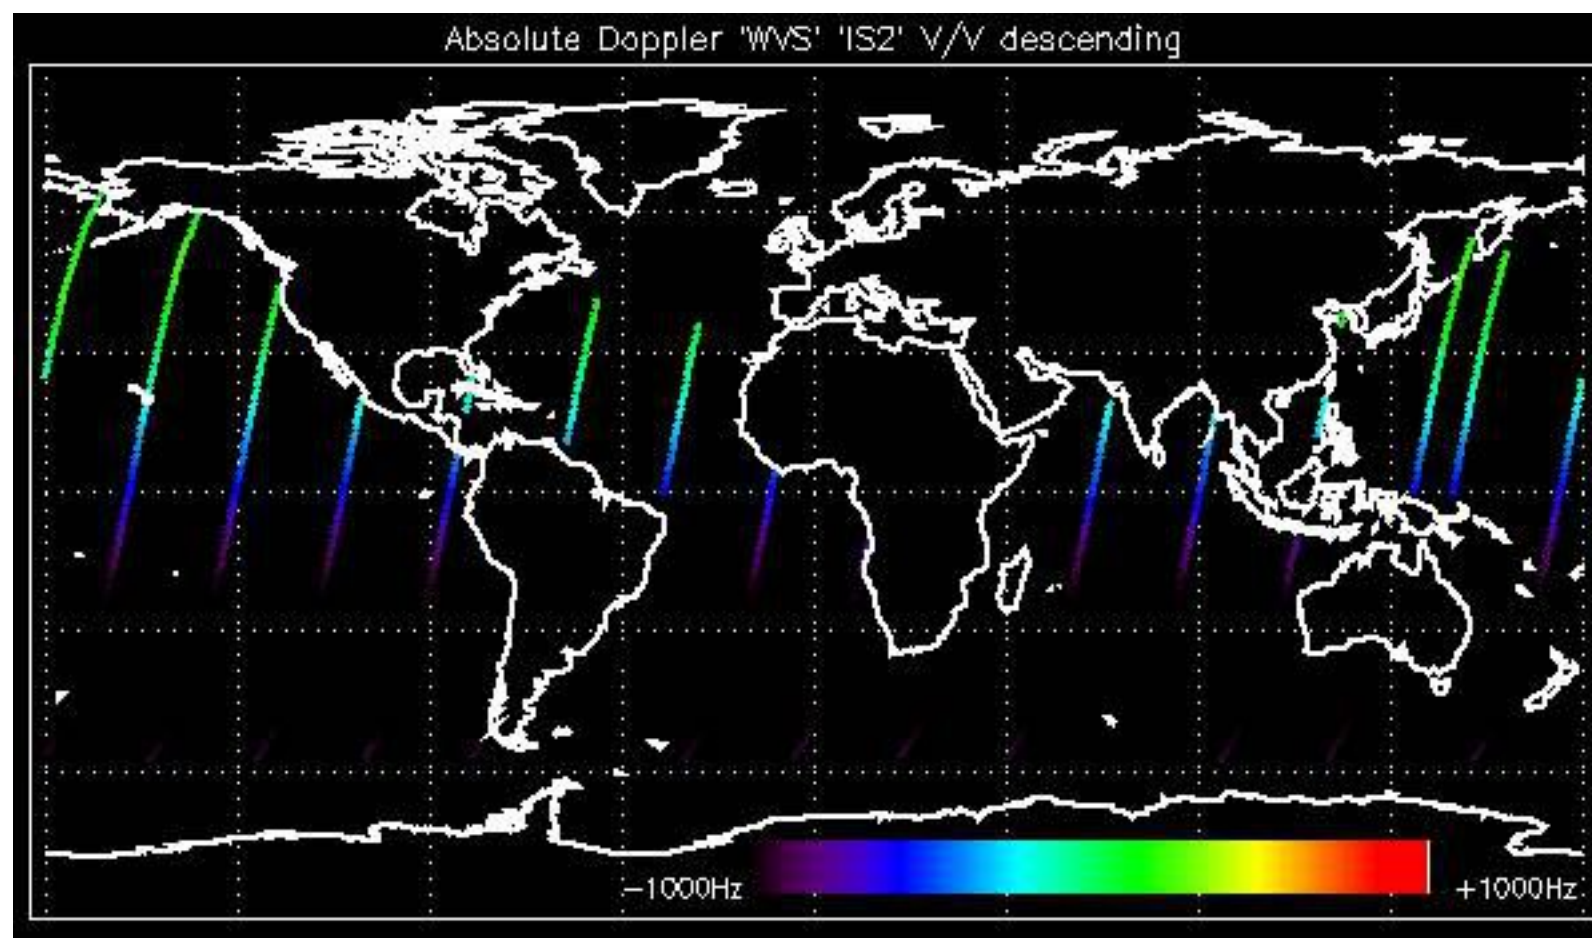 Absolute Doppler 'WVS' 'IS2' V/V descending
-1000Hz
+1000Hz